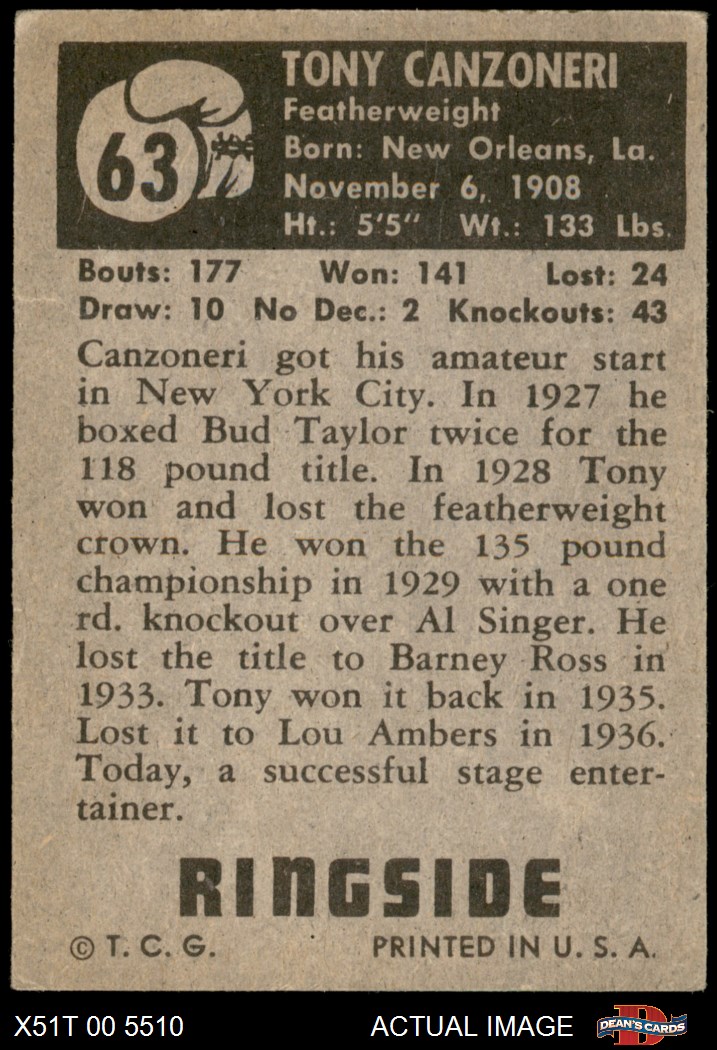 63
TONY CANZONERI
Featherweight
Born: New Orleans, La.
November 6, 1908
Ht.: 5'5" Wt.: 133 Lbs.
Bouts: 177 Won: 141 Lost: 24
Draw: 10 No Dec.: 2 Knockouts: 43
Canzoneri got his amateur start
in New York City. In 1927 he
boxed Bud Taylor twice for the
118 pound title. In 1928 Tony
won and lost the featherweight
crown. He won the 135 pound
championship in 1929 with a one
rd. knockout over Al Singer. He
lost the title to Barney Ross in
1933. Tony won it back in 1935.
Lost it to Lou Ambers in 1936.
Today, a successful stage enter-
tainer.
RINGSIDE
© T. C. G. PRINTED IN U. S. A.
X51T 00 5510 ACTUAL IMAGE D DEAN'S CARDS